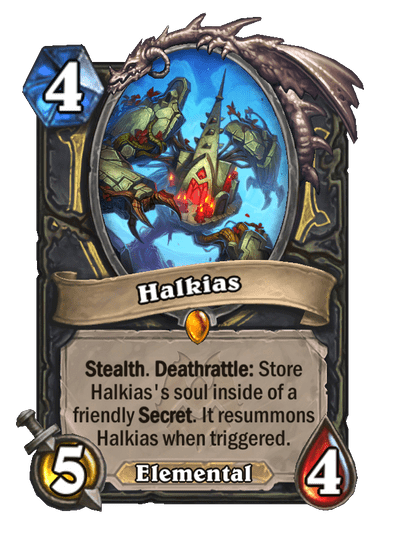 4
Halkias
Stealth. Deathrattle: Store
Halkias's soul inside of a
friendly Secret. It resummons
Halkias when triggered.
5
Elemental
4